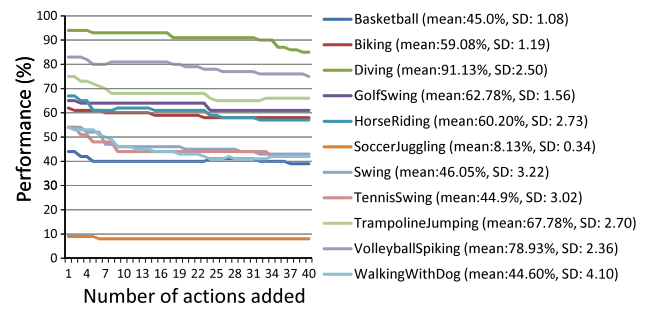 100
90
80
70
60
50
40
30
20
10
0
Performance (%)
1 4 7 10 13 16 19 22 25 28 31 34 37 40
Number of actions added
Basketball (mean:45.0%, SD: 1.08)
Biking (mean:59.08%, SD: 1.19)
Diving (mean:91.13%, SD:2.50)
GolfSwing (mean:62.78%, SD: 1.56)
HorseRiding (mean:60.20%, SD: 2.73)
SoccerJuggling (mean:8.13%, SD: 0.34)
Swing (mean:46.05%, SD: 3.22)
TennisSwing (mean:44.9%, SD: 3.02)
TrampolineJumping (mean:67.78%, SD: 2.70)
VolleyballSpiking (mean:78.93%, SD: 2.36)
WalkingWithDog (mean:44.60%, SD: 4.10)